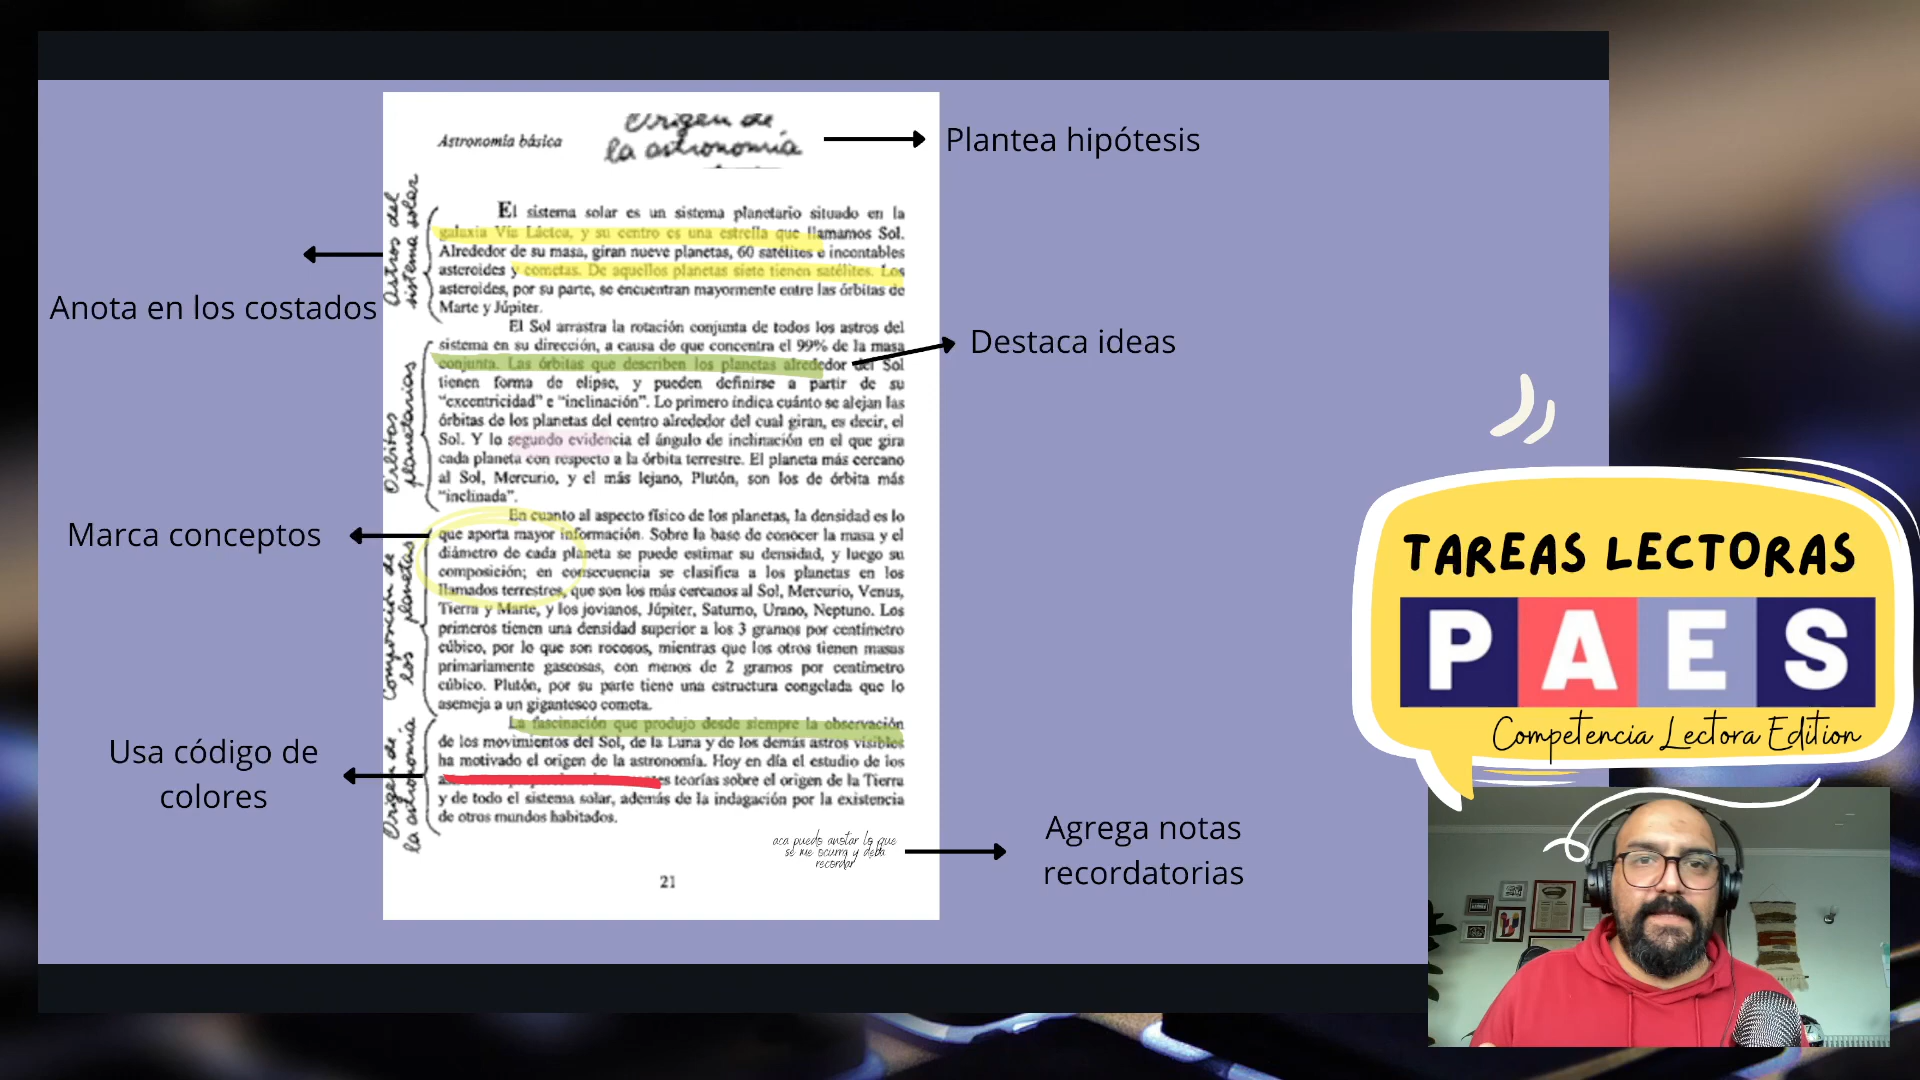 Astronomía básica
Origen de
la astronomía
Plantea hipótesis
Astros del
sistema solar
El sistema solar es un sistema planetario situado en la
galaxia Vía Láctea, y su centro es una estrella que llamamos Sol.
Alrededor de su masa, giran nueve planetas, 60 satélites e incontables
asteroides y cometas. De aquellos planetas siete tienen satélites. Los
asteroides, por su parte, se encuentran mayormente entre las órbitas de
Marte y Júpiter.
Anota en los costados
El Sol arrastra la rotación conjunta de todos los astros del
sistema en su dirección, a causa de que concentra el 99% de la masa
conjunta. Las órbitas que describen los planetas alrededor del Sol
tienen forma de elipse, y pueden definirse a partir de su
“excentricidad” e “inclinación”. Lo primero indica cuánto se alejan las
órbitas de los planetas del centro alrededor del cual giran, es decir, el
Sol. Y lo segundo evidencia el ángulo de inclinación en el que gira
cada planeta con respecto a la órbita terrestre. El planeta más cercano
al Sol, Mercurio, y el más lejano, Plutón, son los de órbita más
“inclinada”.
Destaca ideas
Órbitas
planetarias
En cuanto al aspecto físico de los planetas, la densidad es lo
que aporta mayor información. Sobre la base de conocer la masa y el
diámetro de cada planeta se puede estimar su densidad, y luego su
composición; en consecuencia se clasifica a los planetas en los
llamados terrestres, que son los más cercanos al Sol, Mercurio, Venus,
Tierra y Marte, y los jovianos, Júpiter, Saturno, Urano, Neptuno. Los
primeros tienen una densidad superior a los 3 gramos por centímetro
cúbico, por lo que son rocosos, mientras que los otros tienen masas
primariamente gaseosas, con menos de 2 gramos por centímetro
cúbico. Plutón, por su parte tiene una estructura congelada que lo
asemeja a un gigantesco cometa.
Marca conceptos
Composición de
los planetas
La fascinación que produjo desde siempre la observación
de los movimientos del Sol, de la Luna y de los demás astros visibles
ha motivado el origen de la astronomía. Hoy en día el estudio de los
teorías sobre el origen de la Tierra
y de todo el sistema solar, además de la indagación por la existencia
de otros mundos habitados.
Usa código de
colores
Origen de
la astronomía
aca puedo anotar lo que
se me ocurra y deba
recordar
Agrega notas
recordatorias
21
TAREAS LECTORAS
PAES
Competencia Lectora Edition